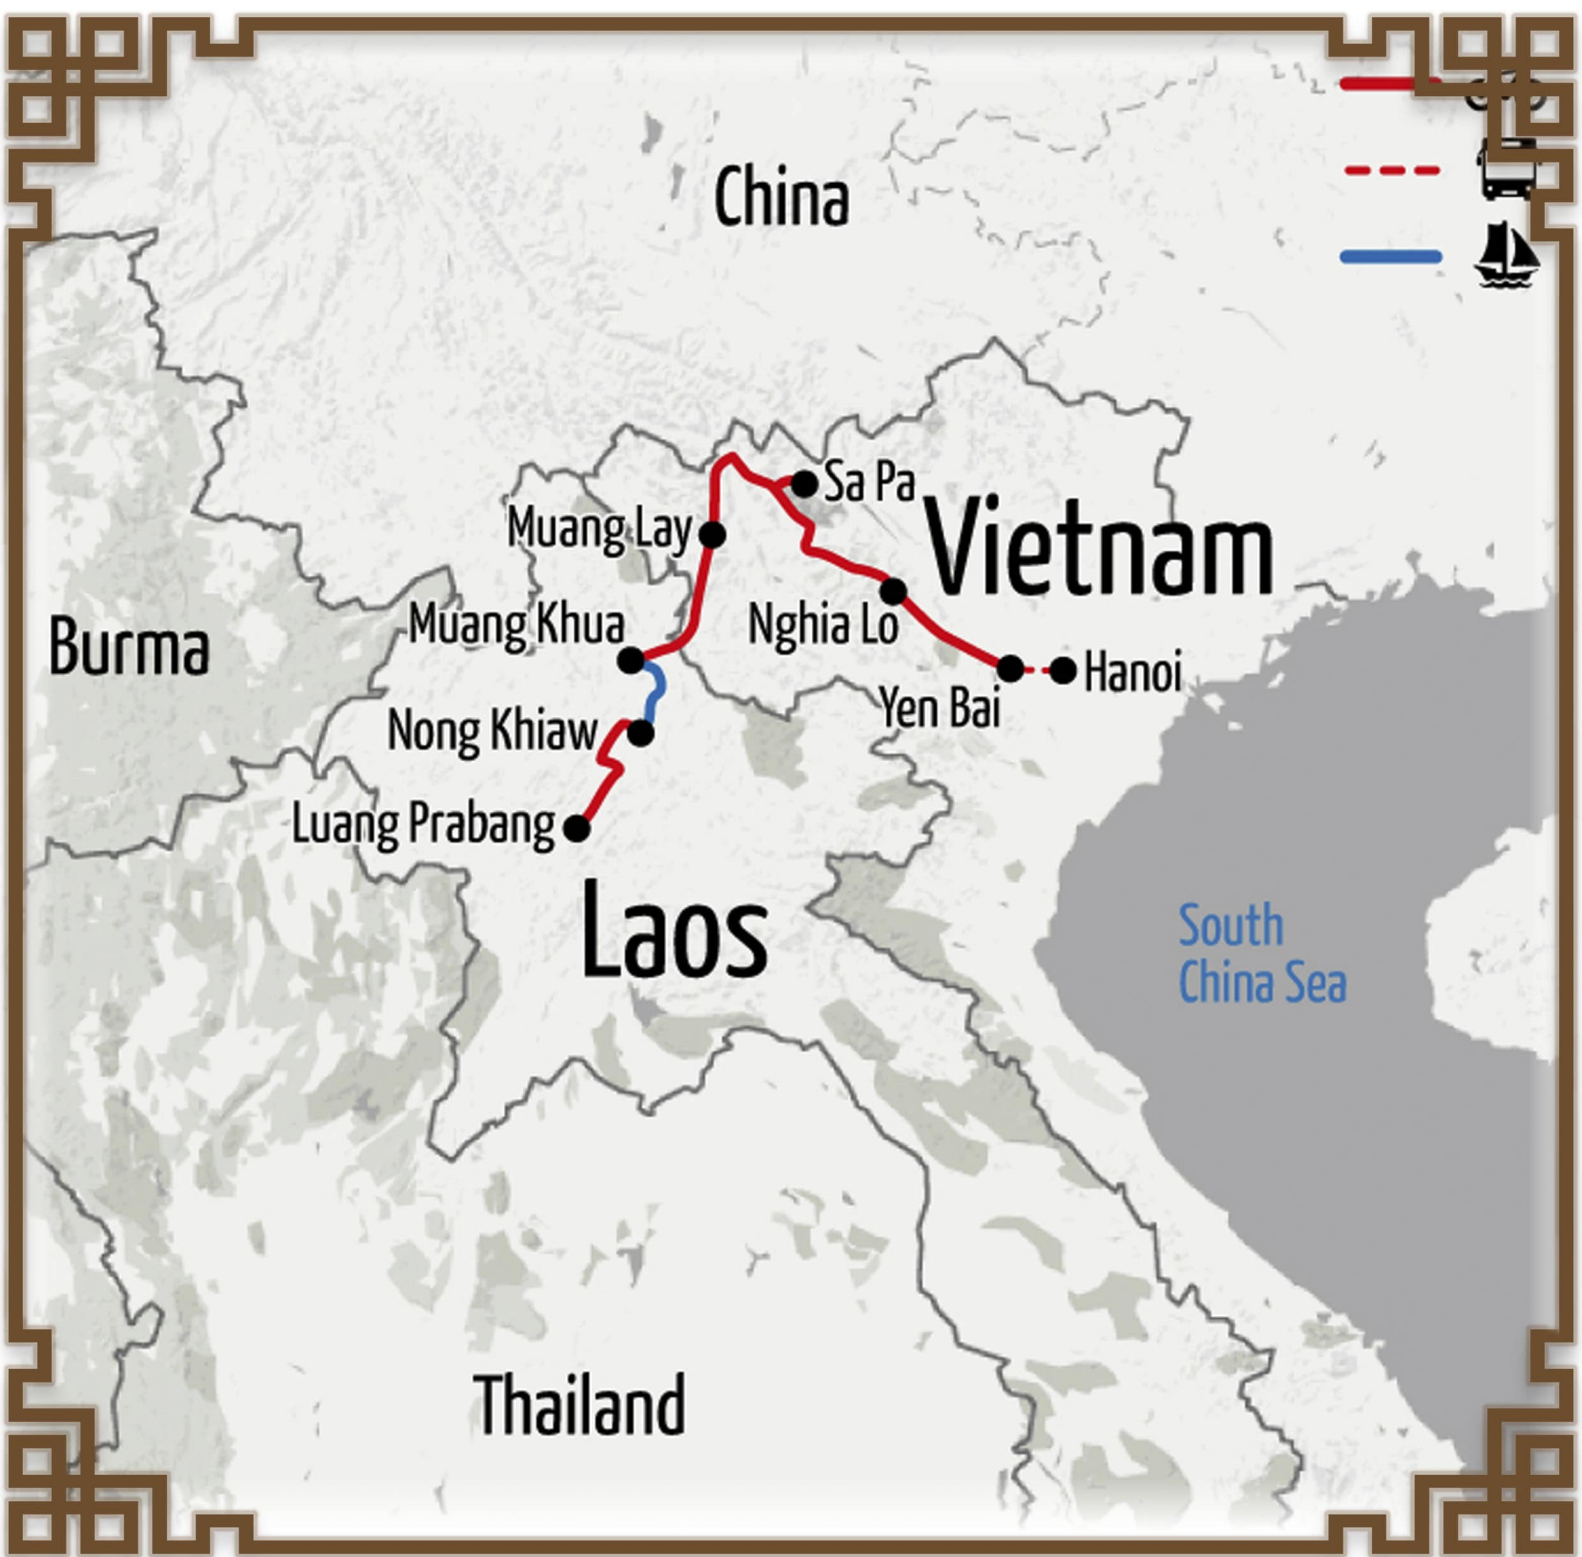 China
Sa Pa
Vietnam
Muang Lay
Muang Khua
Nghia Lo
Burma
Hanoi
Yen Bai
Nong Khiaw
Luang Prabang
Laos
South
China Sea
Thailand